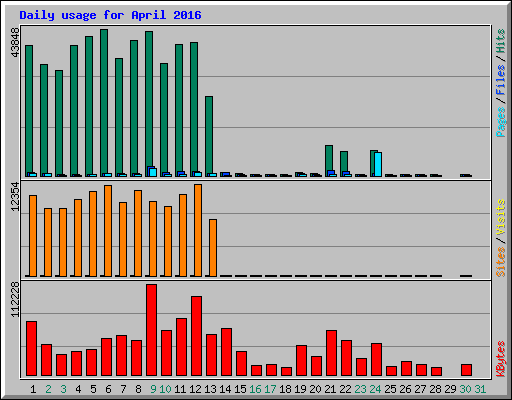 Daily usage for April 2016
43848
Pages / Files / Hits
12354
Sites / Visits
112228
KBytes
1 2 3 4 5 6 7 8 9 10 11 12 13 14 15 16 17 18 19 20 21 22 23 24 25 26 27 28 29 30 31